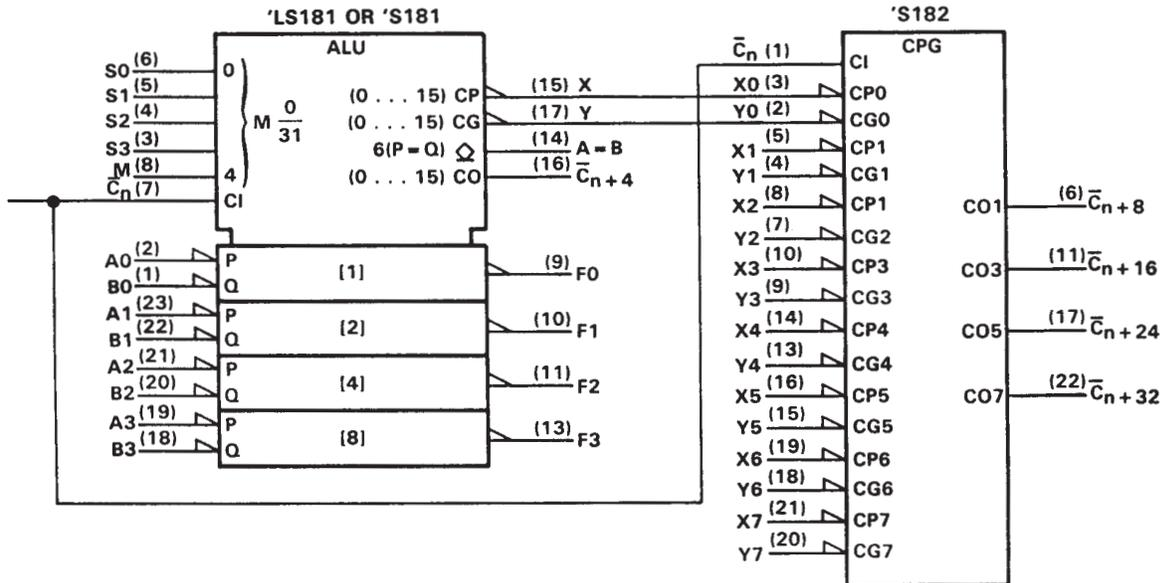 'LS181 OR 'S181
ALU
S0 (6) 0
S1 (5)
S2 (4)
S3 (3)
M (8) 4
C̅n (7) CI
M 0
31
(0 . . . 15) CP (15) X
(0 . . . 15) CG (17) Y
6(P = Q) (14) A = B
(0 . . . 15) CO (16) C̅n + 4
A0 (2) P
B0 (1) Q
[1] (9) F0
A1 (23) P
B1 (22) Q
[2] (10) F1
A2 (21) P
B2 (20) Q
[4] (11) F2
A3 (19) P
B3 (18) Q
[8] (13) F3
'S182
CPG
C̅n (1) CI
X0 (3) CP0
Y0 (2) CG0
X1 (5) CP1
Y1 (4) CG1
X2 (8) CP1
Y2 (7) CG2
X3 (10) CP3
Y3 (9) CG3
X4 (14) CP4
Y4 (13) CG4
X5 (16) CP5
Y5 (15) CG5
X6 (19) CP6
Y6 (18) CG6
X7 (21) CP7
Y7 (20) CG7
CO1 (6) C̅n + 8
CO3 (11) C̅n + 16
CO5 (17) C̅n + 24
CO7 (22) C̅n + 32